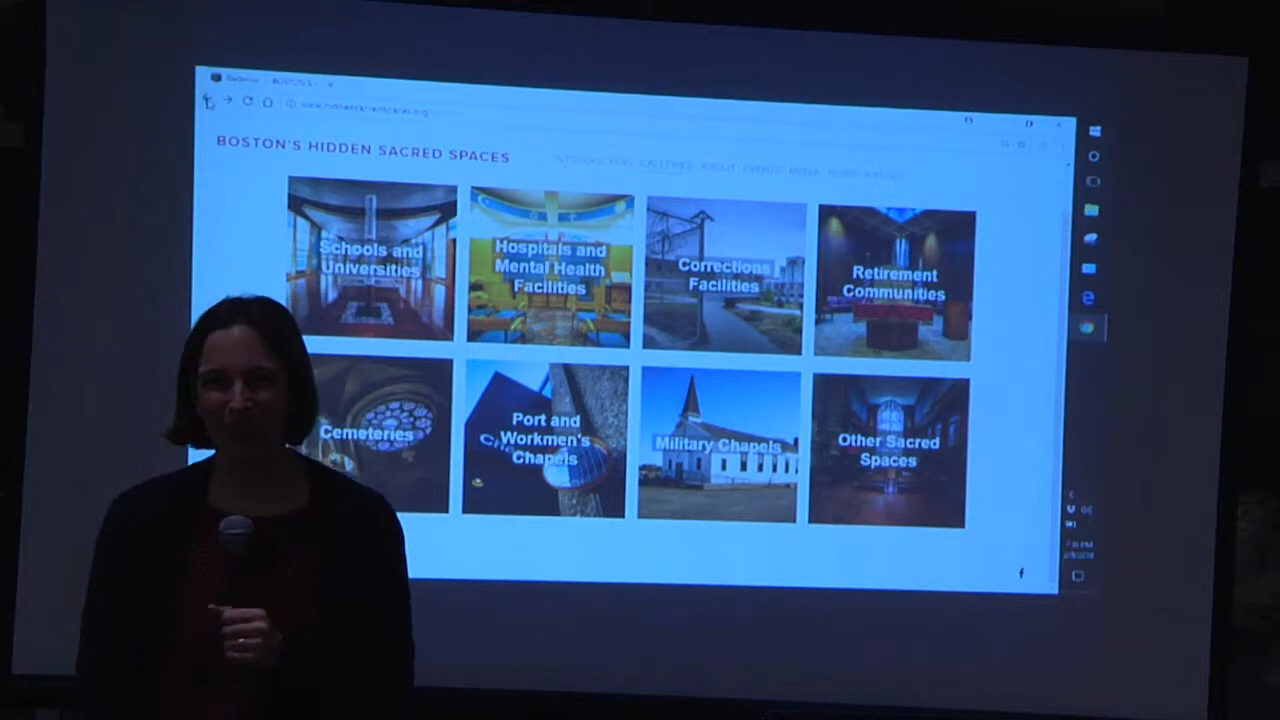 BOSTON'S HIDDEN SACRED SPACES
INTRODUCTION GALLERIES ABOUT EVENTS MEDIA
Schools and
Universities
Hospitals and
Mental Health
Facilities
Corrections
Facilities
Retirement
Communities
Cemeteries
Port and
Workmen's
Chapels
Military Chapels
Other Sacred
Spaces